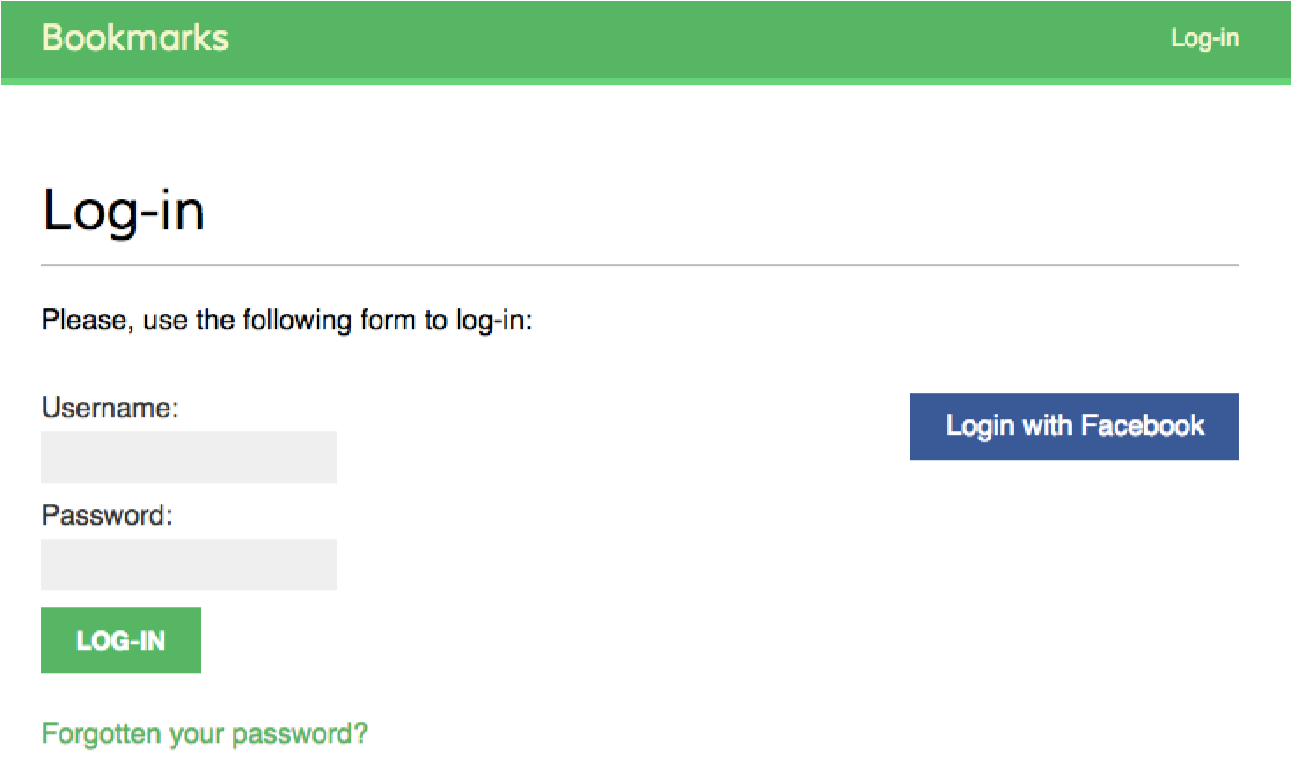 Bookmarks
Log-in
Log-in
Please, use the following form to log-in:
Username:
Login with Facebook
Password:
LOG-IN
Forgotten your password?